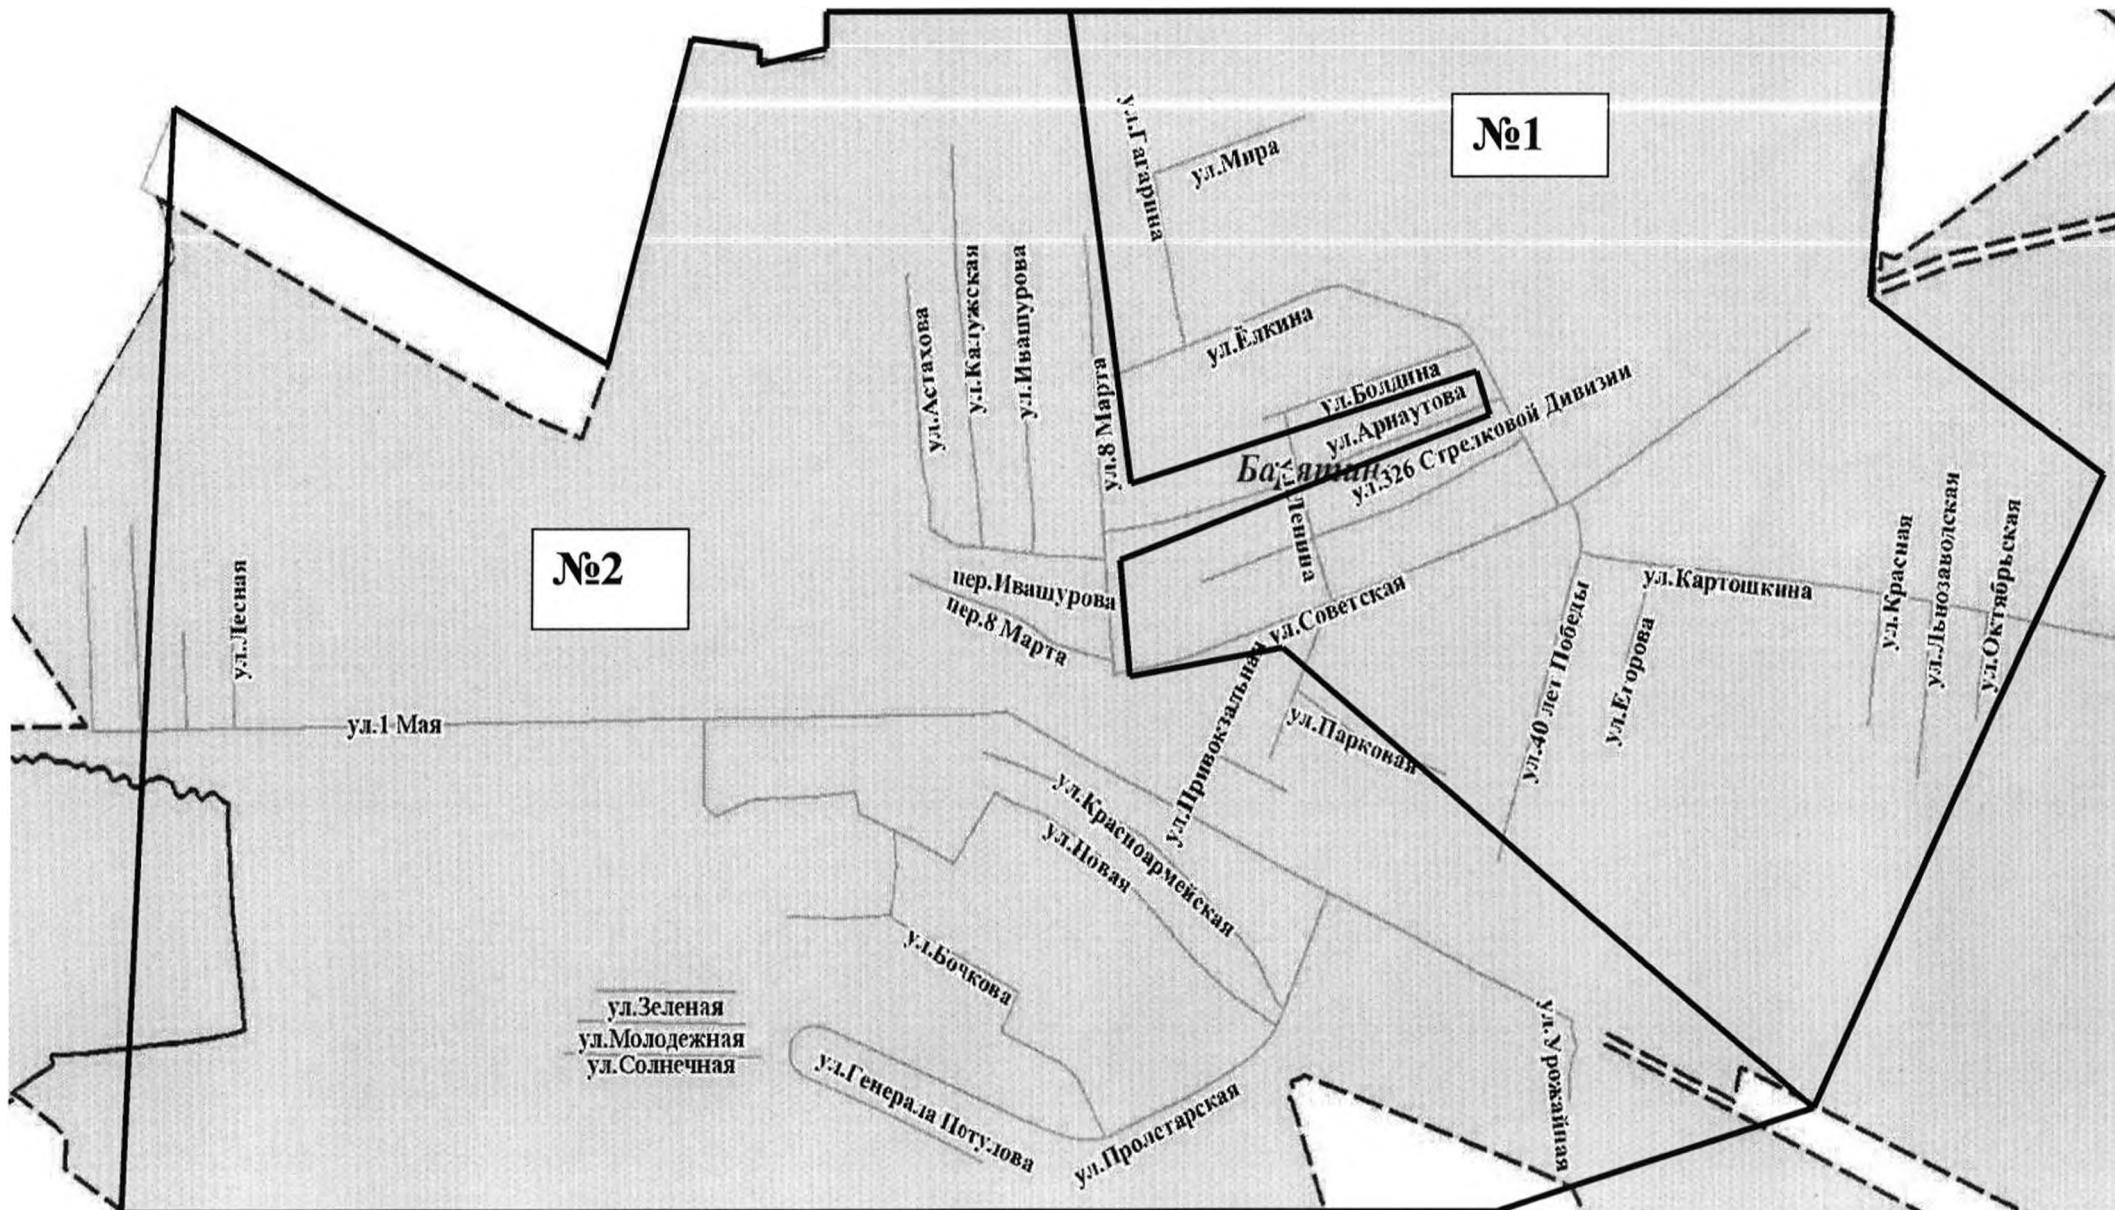 №1
ул.Гагарина
ул.Мира
ул.Ёлкина
ул.Астахова
ул.Калужская
ул.Ивашурова
ул.8 Марта
ул.Болдина
ул.Арнаутова
ул.326 Стрелковой Дивизии
Барятин
ул.Ленина
№2
ул.Лесная
пер.Ивашурова
пер.8 Марта
ул.Советская
ул.Картошкина
ул.Красная
ул.Льнозаводская
ул.Октябрьская
ул.40 лет Победы
ул.Егорова
ул.1 Мая
ул.Привокзальная
ул.Парковая
ул.Красноармейская
ул.Новая
ул.Бочкова
ул.Зеленая
ул.Молодежная
ул.Солнечная
ул.Генерала Потулова
ул.Пролетарская
ул.Урожайная